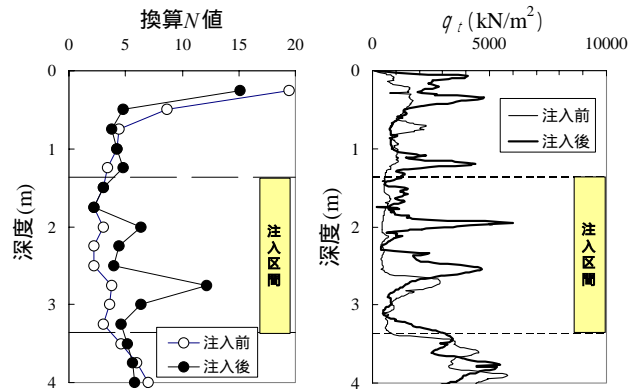 換算N値
0 5 10 15 20
0
1
2
3
4
深度(m)
注入区間
注入前
注入後
q t (kN/m²)
0 5000 10000
0
1
2
3
4
深度(m)
注入前
注入後
注入区間